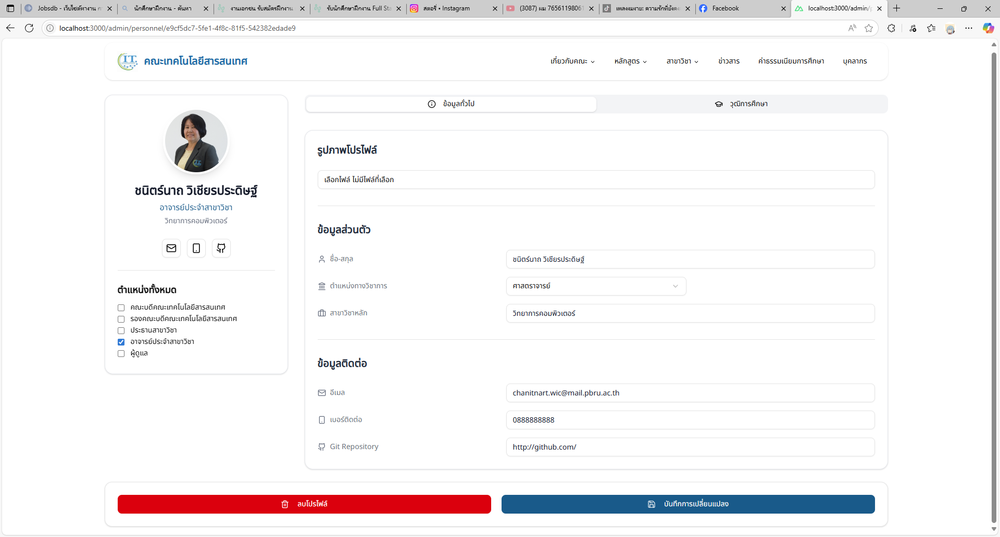 Jobsdb - เว็บไซต์หางาน
นักศึกษาฝึกงาน - ค้นหา
งานเอกชน รับสมัครฝึกงาน
รับนักศึกษาฝึกงาน Full Sta
สตอรี่ • Instagram
(3087) ผม 76561198061
เพลงงมงาย: ความรักที่ยังคง
Facebook
localhost:3000/admin/p
localhost:3000/admin/personnel/e9cf5dc7-5fe1-4f8c-81f5-542382edade9
IT คณะเทคโนโลยีสารสนเทศ
เกี่ยวกับคณะ
หลักสูตร
สาขาวิชา
ข่าวสาร
ค่าธรรมเนียมการศึกษา
บุคลากร
ชนิตร์นาถ วิเชียรประดิษฐ์
อาจารย์ประจำสาขาวิชา
วิทยาการคอมพิวเตอร์
ตำแหน่งทั้งหมด
คณะบดีคณะเทคโนโลยีสารสนเทศ
รองคณะบดีคณะเทคโนโลยีสารสนเทศ
ประธานสาขาวิชา
อาจารย์ประจำสาขาวิชา
ผู้ดูแล
ข้อมูลทั่วไป
วุฒิการศึกษา
รูปภาพโปรไฟล์
เลือกไฟล์ ไม่มีไฟล์ที่เลือก
ข้อมูลส่วนตัว
ชื่อ-สกุล
ชนิตร์นาถ วิเชียรประดิษฐ์
ตำแหน่งทางวิชาการ
ศาสตราจารย์
สาขาวิชาหลัก
วิทยาการคอมพิวเตอร์
ข้อมูลติดต่อ
อีเมล
chanitnart.wic@mail.pbru.ac.th
เบอร์ติดต่อ
0888888888
Git Repository
http://github.com/
ลบโปรไฟล์
บันทึกการเปลี่ยนแปลง